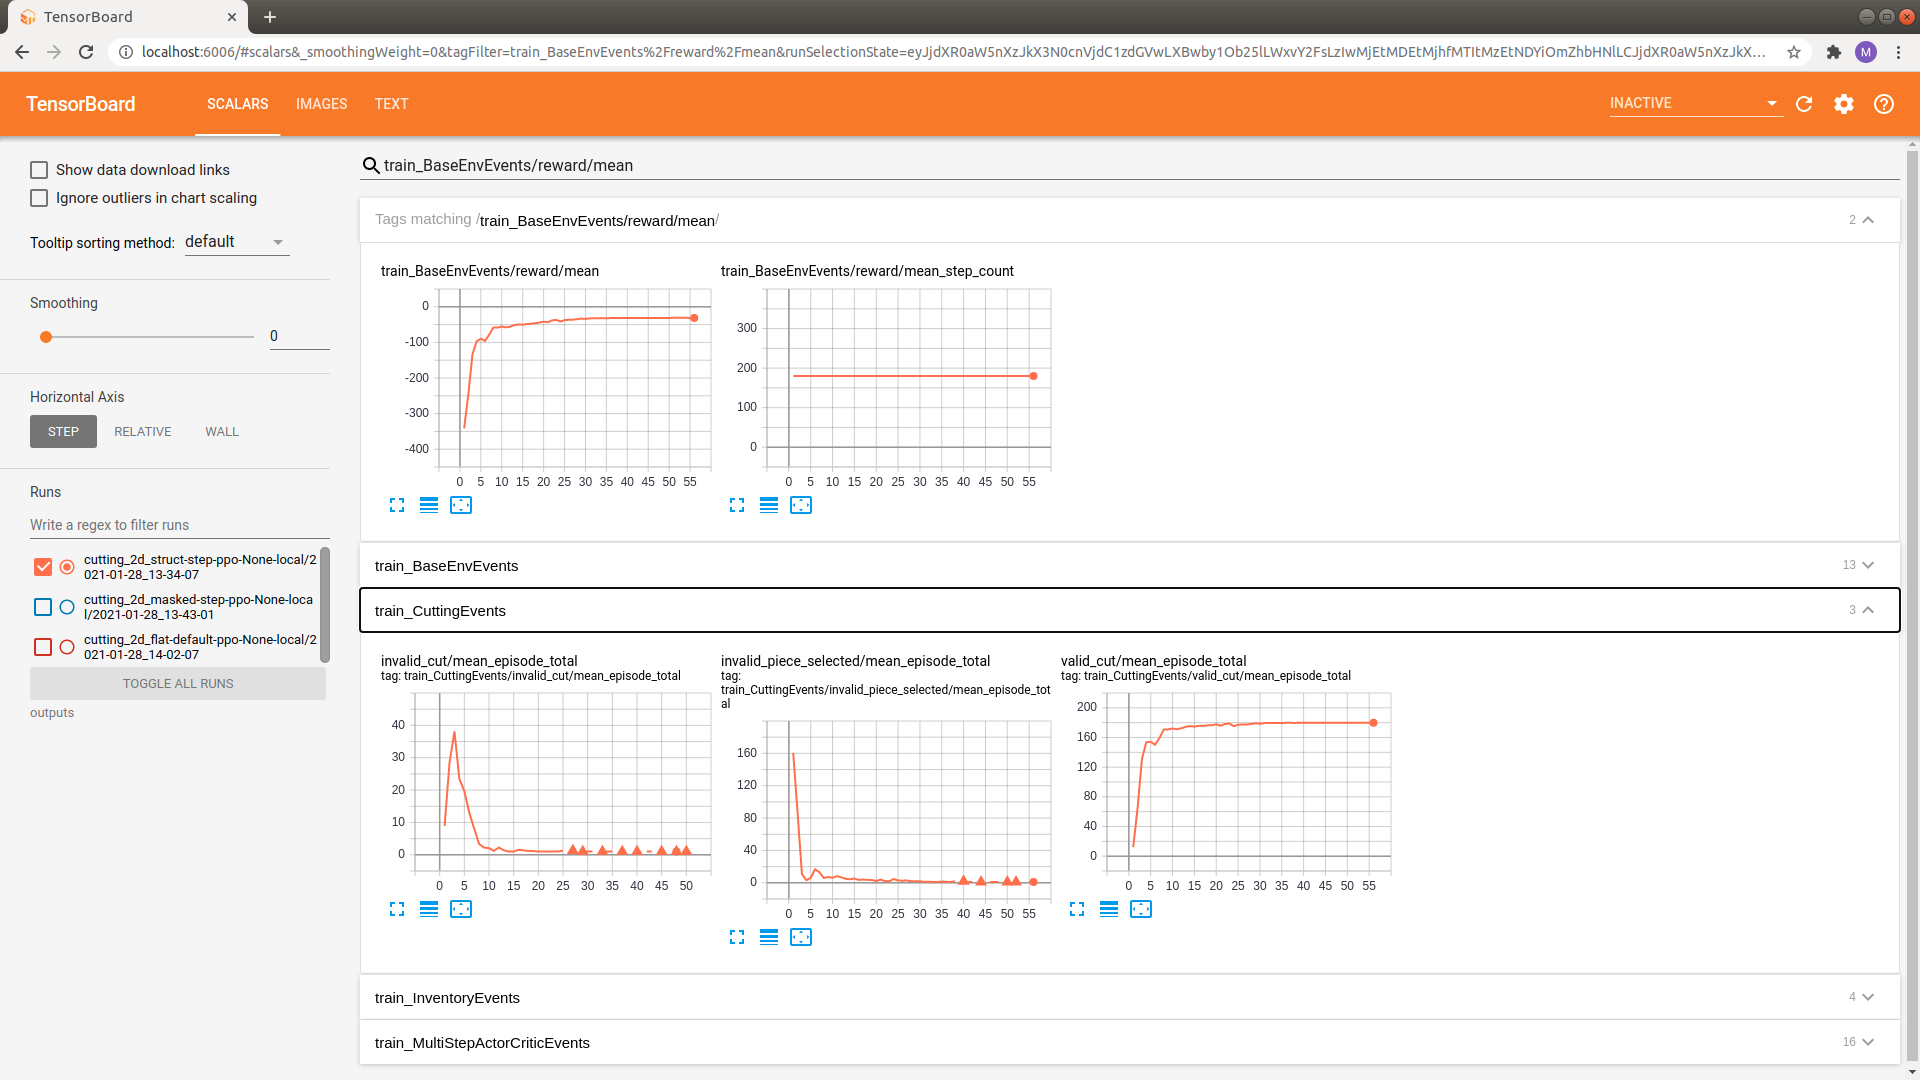 TensorBoard
localhost:6006/#scalars&_smoothingWeight=0&tagFilter=train_BaseEnvEvents%2Freward%2Fmean&runSelectionState=
M
TensorBoard
SCALARS IMAGES TEXT
INACTIVE
Show data download links
Ignore outliers in chart scaling
Tooltip sorting method: default
Smoothing
0
Horizontal Axis
STEP RELATIVE WALL
Runs
Write a regex to filter runs
cutting_2d_struct-step-ppo-None-local/2
021-01-28_13-34-07
cutting_2d_masked-step-ppo-None-loca
l/2021-01-28_13-43-01
cutting_2d_flat-default-ppo-None-local/2
021-01-28_14-02-07
TOGGLE ALL RUNS
outputs
train_BaseEnvEvents/reward/mean
Tags matching /train_BaseEnvEvents/reward/mean/
2
train_BaseEnvEvents/reward/mean
0
-100
-200
-300
-400
0 5 10 15 20 25 30 35 40 45 50 55
train_BaseEnvEvents/reward/mean_step_count
300
200
100
0
0 5 10 15 20 25 30 35 40 45 50 55
train_BaseEnvEvents
13
train_CuttingEvents
3
invalid_cut/mean_episode_total
tag: train_CuttingEvents/invalid_cut/mean_episode_total
40
30
20
10
0
0 5 10 15 20 25 30 35 40 45 50
invalid_piece_selected/mean_episode_total
tag:
train_CuttingEvents/invalid_piece_selected/mean_episode_tot
al
160
120
80
40
0
0 5 10 15 20 25 30 35 40 45 50 55
valid_cut/mean_episode_total
tag: train_CuttingEvents/valid_cut/mean_episode_total
200
160
120
80
40
0
0 5 10 15 20 25 30 35 40 45 50 55
train_InventoryEvents
4
train_MultiStepActorCriticEvents
16